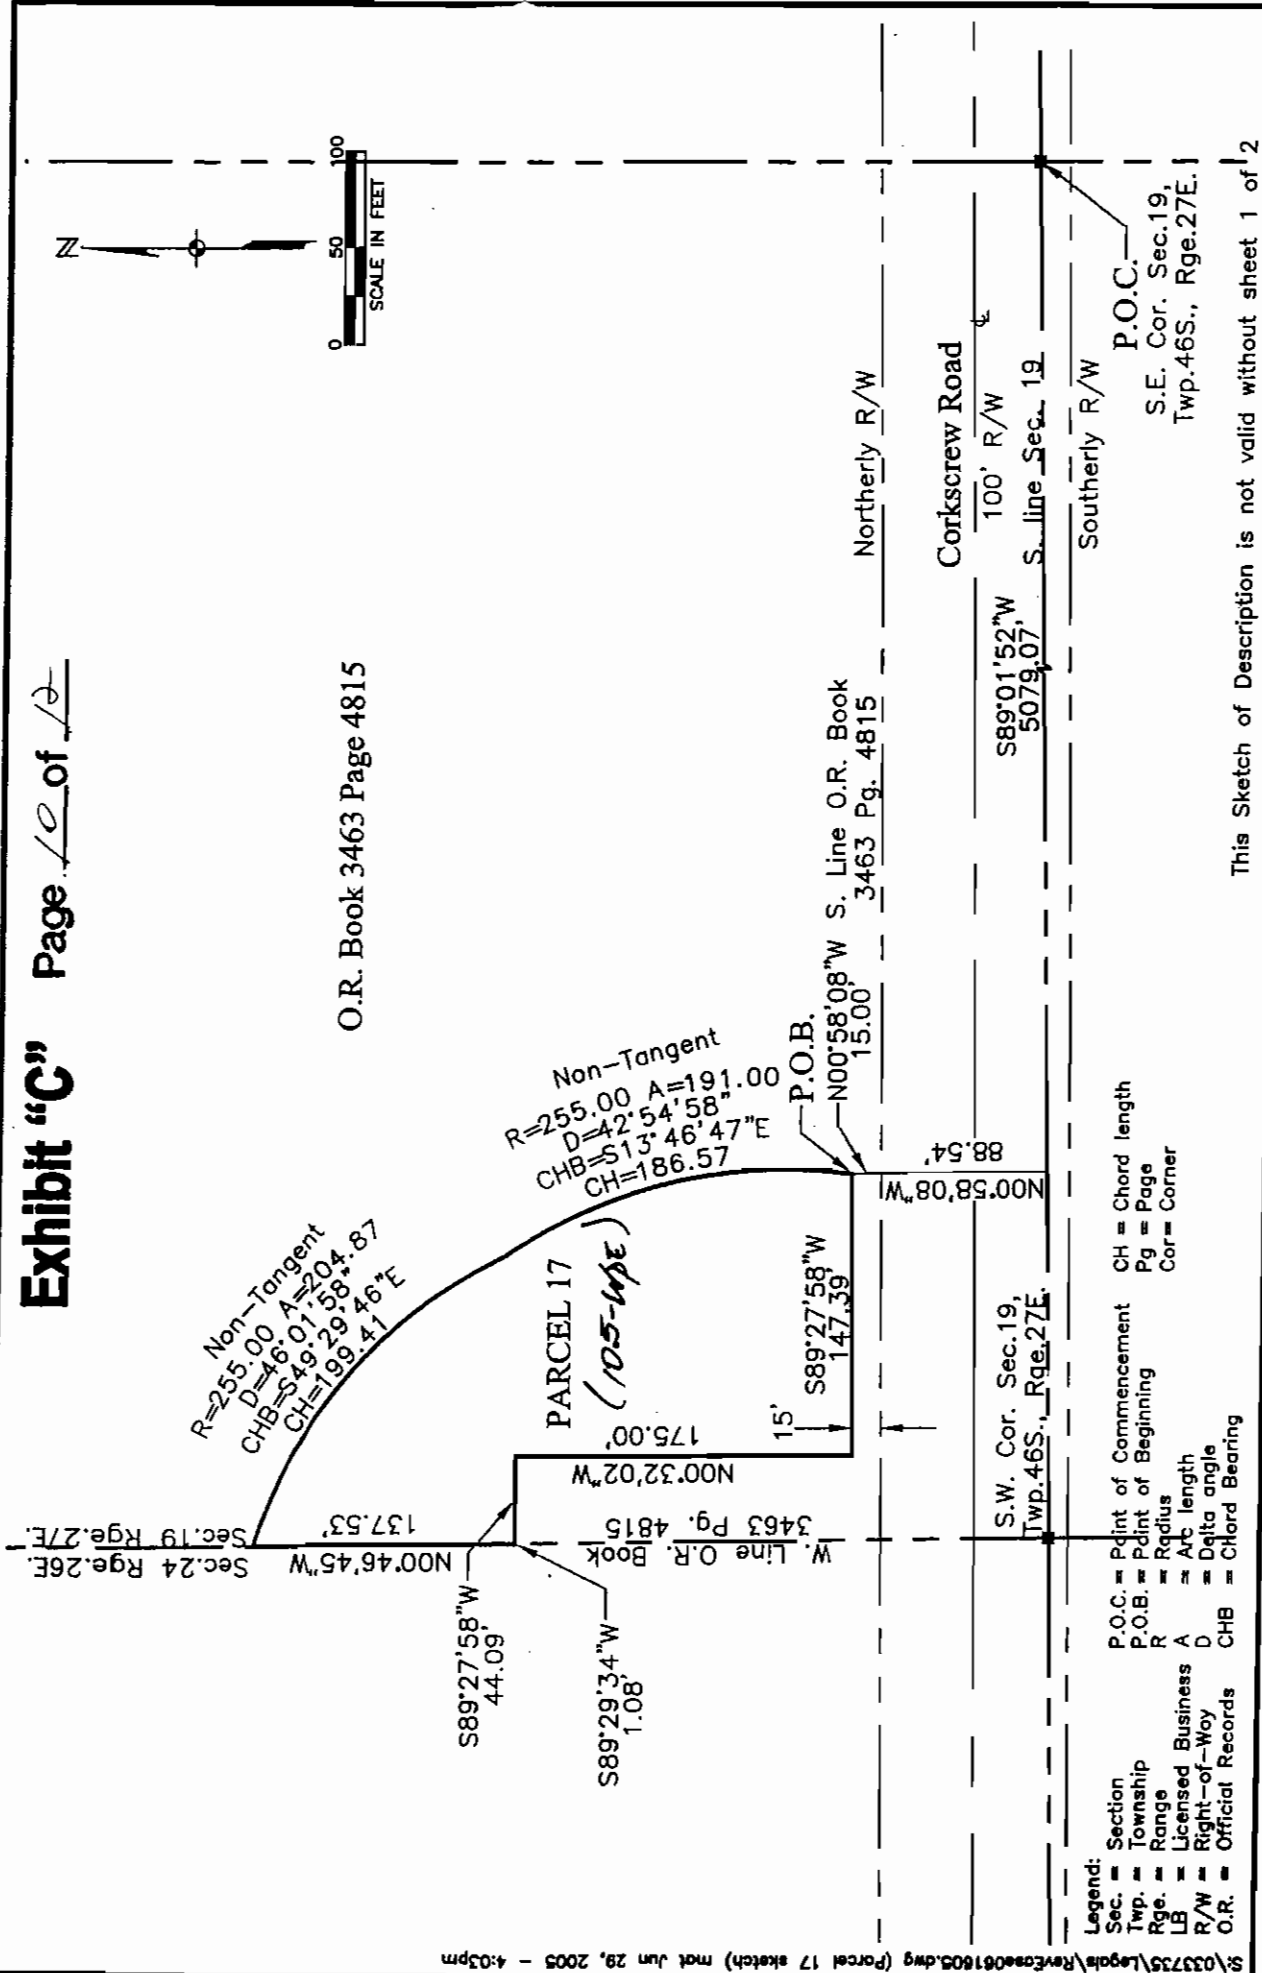 Exhibit "C" Page 10 of 12
N
0 50 100
SCALE IN FEET
O.R. Book 3463 Page 4815
Sec.24 Rge.26E.
Sec.19 Rge.27E.
Non-Tangent
R=255.00 A=204.87
D=46°01'58"
CHB=S49°29'46"E
CH=199.41
N00°46'45"W
137.53'
S89°27'58"W
44.09'
S89°29'34"W
1.08'
Non-Tangent
R=255.00 A=191.00
D=42°54'58"
CHB=S13°46'47"E
CH=186.57
PARCEL 17
(105-WPE)
N00°32'02"W
175.00'
W. Line O.R. Book
3463 Pg. 4815
15'
S89°27'58"W
147.39'
P.O.B.
N00°58'08"W
15.00'
S. Line O.R. Book
3463 Pg. 4815
Northerly R/W
N00°58'08"W
88.54'
Corkscrew Road
100' R/W
S89°01'52"W
5079.07'
S. line Sec. 19
Southerly R/W
S.W. Cor. Sec.19,
Twp.46S., Rge.27E.
P.O.C.
S.E. Cor. Sec.19,
Twp.46S., Rge.27E.
Legend:
Sec. = Section
Twp. = Township
Rge. = Range
LB = Licensed Business
R/W = Right-of-Way
O.R. = Official Records
P.O.C. = Point of Commencement
P.O.B. = Point of Beginning
R = Radius
A = Arc length
D = Delta angle
CHB = Chord Bearing
CH = Chord length
Pg = Page
Cor= Corner
This Sketch of Description is not valid without sheet 1 of 2
S:\033735\Legals\RevEase061605.dwg (Parcel 17 sketch) mat Jun 29, 2005 - 4:03pm